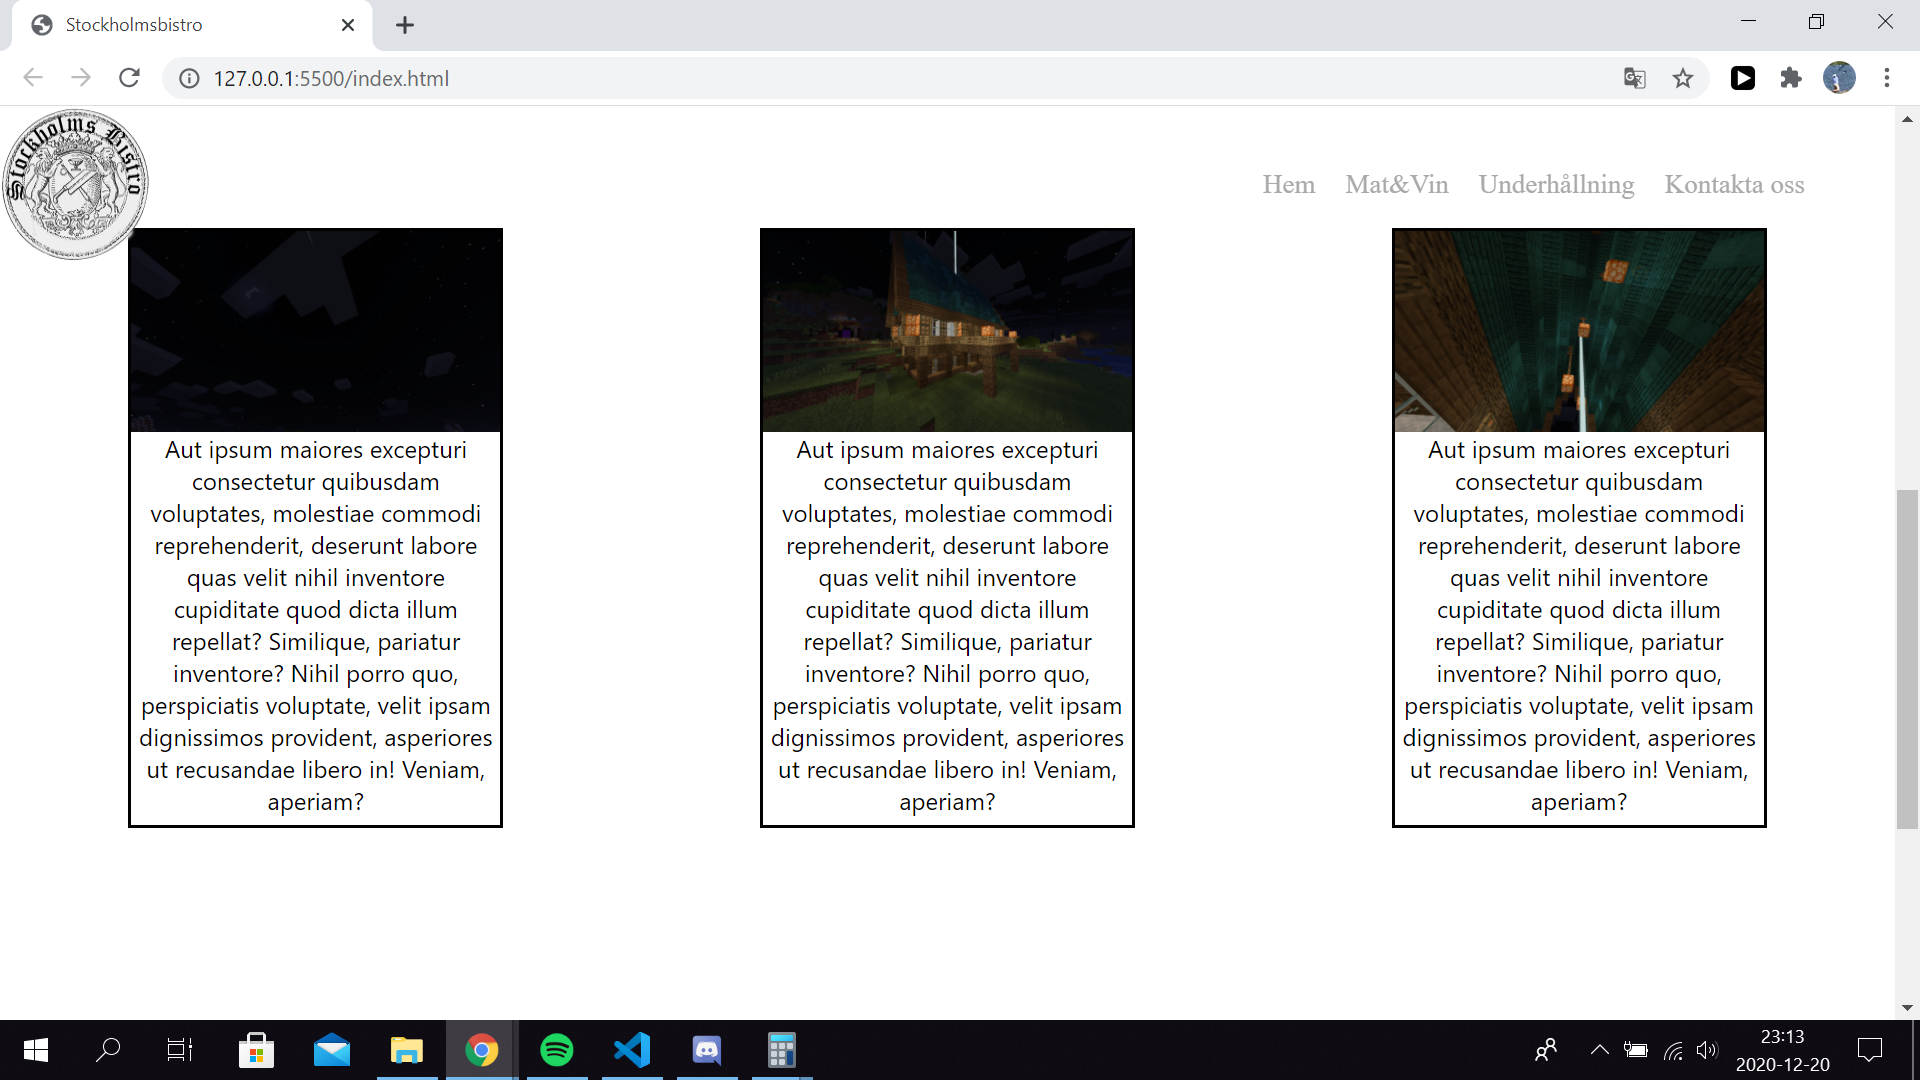 Stockholmsbistro
127.0.0.1:5500/index.html
Stockholms Bistro
Hem Mat&Vin Underhållning Kontakta oss
Aut ipsum maiores excepturi
consectetur quibusdam
voluptates, molestiae commodi
reprehenderit, deserunt labore
quas velit nihil inventore
cupiditate quod dicta illum
repellat? Similique, pariatur
inventore? Nihil porro quo,
perspiciatis voluptate, velit ipsam
dignissimos provident, asperiores
ut recusandae libero in! Veniam,
aperiam?
Aut ipsum maiores excepturi
consectetur quibusdam
voluptates, molestiae commodi
reprehenderit, deserunt labore
quas velit nihil inventore
cupiditate quod dicta illum
repellat? Similique, pariatur
inventore? Nihil porro quo,
perspiciatis voluptate, velit ipsam
dignissimos provident, asperiores
ut recusandae libero in! Veniam,
aperiam?
Aut ipsum maiores excepturi
consectetur quibusdam
voluptates, molestiae commodi
reprehenderit, deserunt labore
quas velit nihil inventore
cupiditate quod dicta illum
repellat? Similique, pariatur
inventore? Nihil porro quo,
perspiciatis voluptate, velit ipsam
dignissimos provident, asperiores
ut recusandae libero in! Veniam,
aperiam?
23:13
2020-12-20